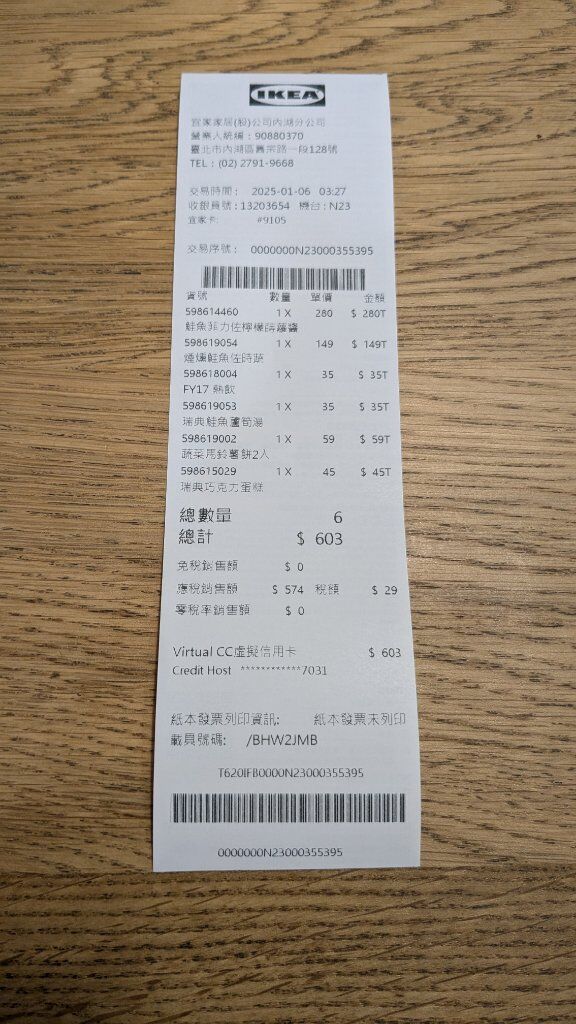 IKEA
宜家家居(股)公司內湖分公司
營業人統編：90880370
臺北市內湖區舊宗路一段128號
TEL：(02) 2791-9668
交易時間： 2025-01-06 03:27
收銀員號：13203654 機台：N23
宜家卡: #9105
交易序號： 0000000N23000355395
貨號 數量 單價 金額
598614460 1 X 280 $ 280T
鮭魚菲力佐檸檬蒔蘿醬
598619054 1 X 149 $ 149T
煙燻鮭魚佐時蔬
598618004 1 X 35 $ 35T
FY17 熱飲
598619053 1 X 35 $ 35T
瑞典鮭魚蘆筍湯
598619002 1 X 59 $ 59T
蔬菜馬鈴薯餅2入
598615029 1 X 45 $ 45T
瑞典巧克力蛋糕
總數量 6
總計 $ 603
免稅銷售額 $ 0
應稅銷售額 $ 574 稅額 $ 29
零稅率銷售額 $ 0
Virtual CC虛擬信用卡 $ 603
Credit Host ************7031
紙本發票列印資訊: 紙本發票未列印
載具號碼: /BHW2JMB
T620IFB0000N23000355395
0000000N23000355395